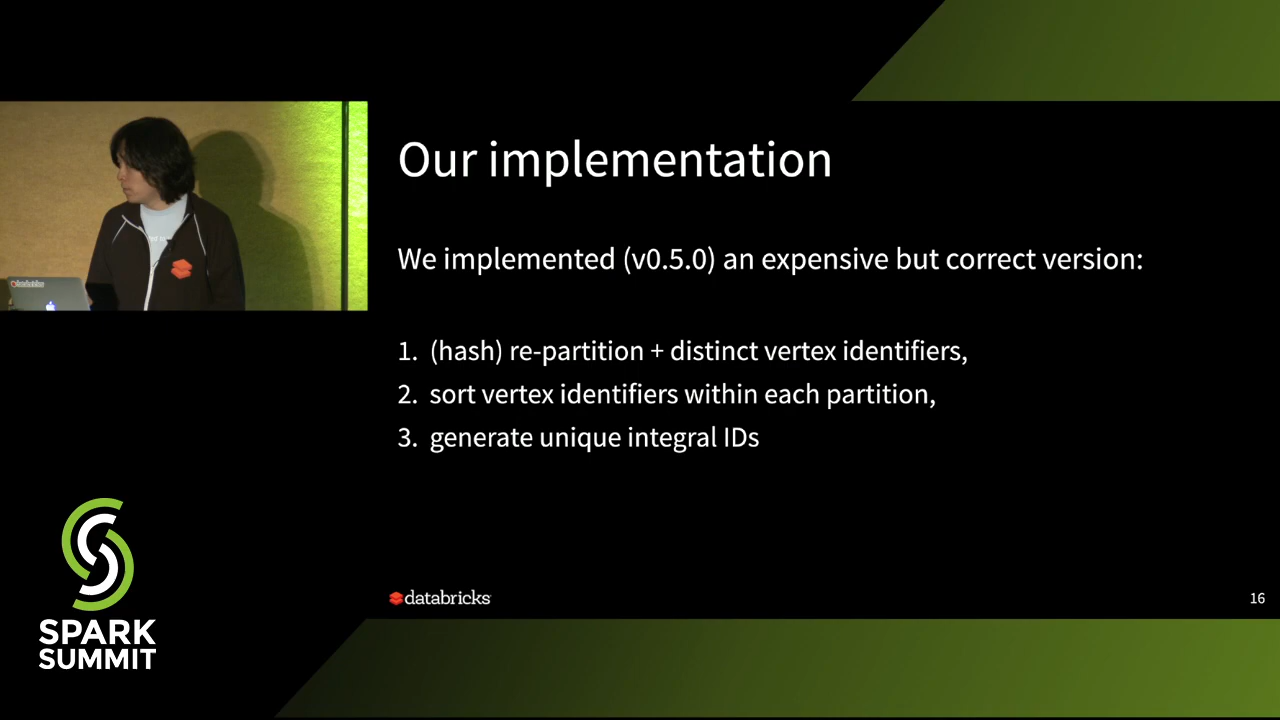 Our implementation
We implemented (v0.5.0) an expensive but correct version:
1. (hash) re-partition + distinct vertex identifiers,
2. sort vertex identifiers within each partition,
3. generate unique integral IDs
databricks
16
SPARK
SUMMIT